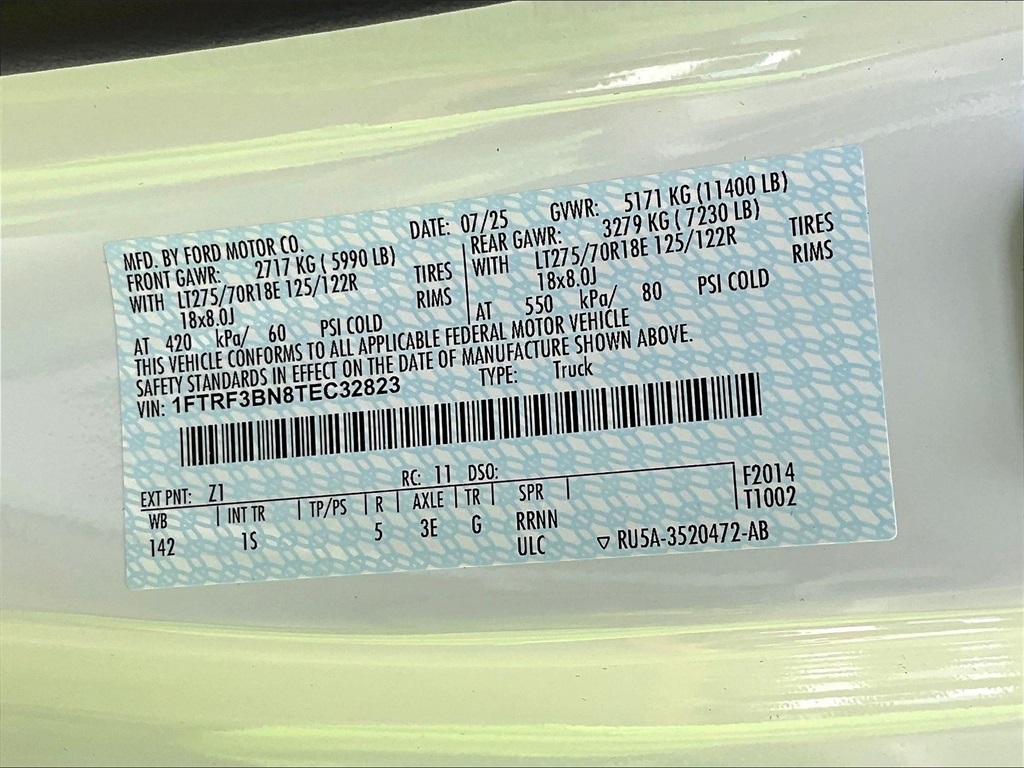 MFD. BY FORD MOTOR CO. DATE: 07/25 GVWR: 5171 KG (11400 LB)
FRONT GAWR: 2717 KG ( 5990 LB) REAR GAWR: 3279 KG ( 7230 LB)
WITH LT275/70R18E 125/122R TIRES WITH LT275/70R18E 125/122R TIRES
18x8.0J RIMS 18x8.0J RIMS
AT 420 kPa/ 60 PSI COLD AT 550 kPa/ 80 PSI COLD
THIS VEHICLE CONFORMS TO ALL APPLICABLE FEDERAL MOTOR VEHICLE
SAFETY STANDARDS IN EFFECT ON THE DATE OF MANUFACTURE SHOWN ABOVE.
VIN: 1FTRF3BN8TEC32823 TYPE: Truck
EXT PNT: Z1 RC: 11 DSO: F2014
WB INT TR TP/PS R AXLE TR SPR T1002
142 1S 5 3E G RRNN
ULC ▽ RU5A-3520472-AB